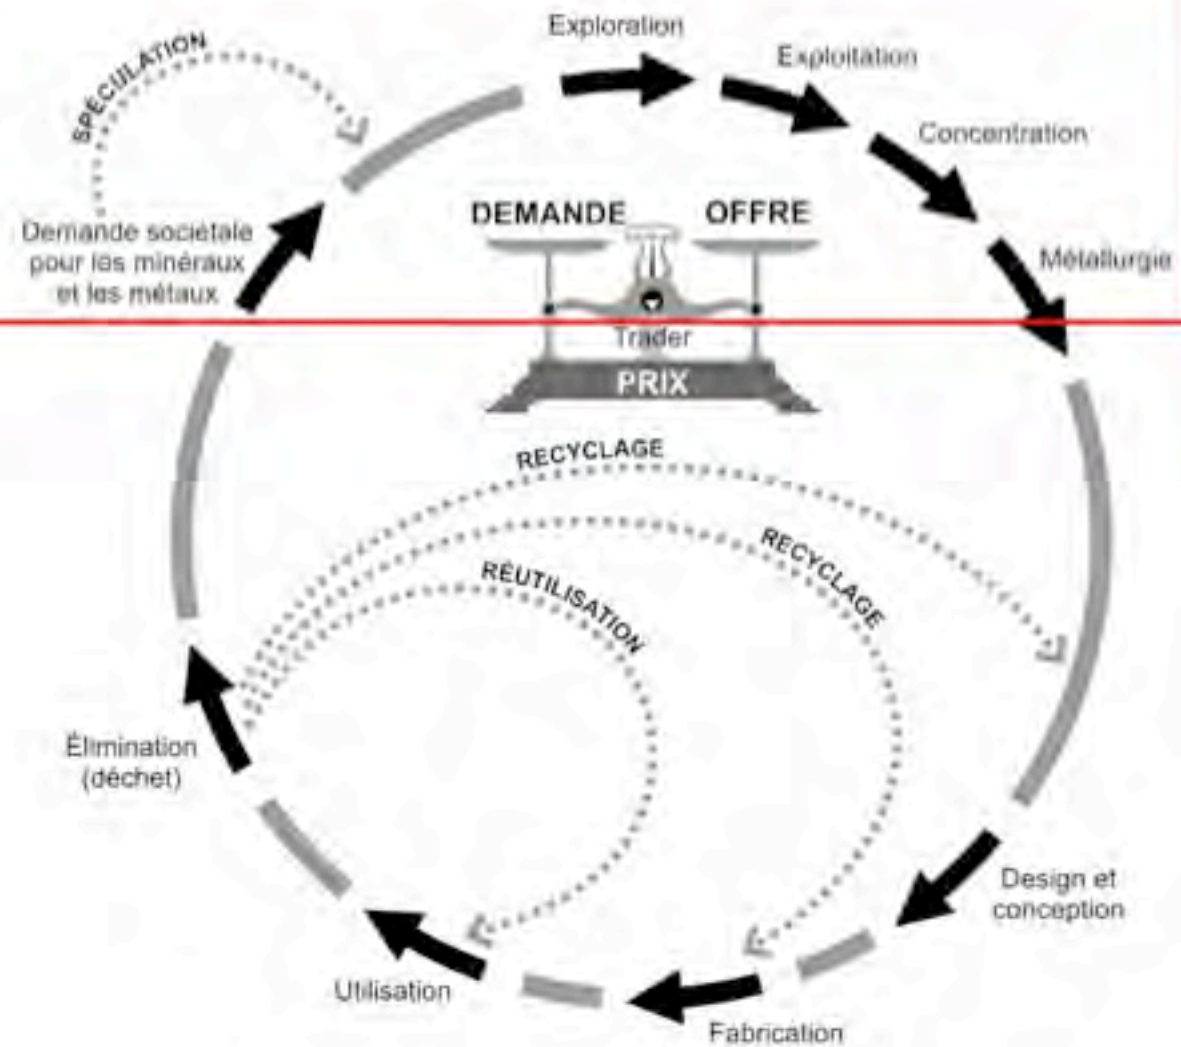 Exploration
SPÉCULATION
Exploitation
Concentration
DEMANDE
OFFRE
Demande sociétale
pour les minéraux
et les métaux
Métallurgie
Trader
PRIX
RECYCLAGE
RECYCLAGE
RÉUTILISATION
Élimination
(déchet)
Design et
conception
Utilisation
Fabrication